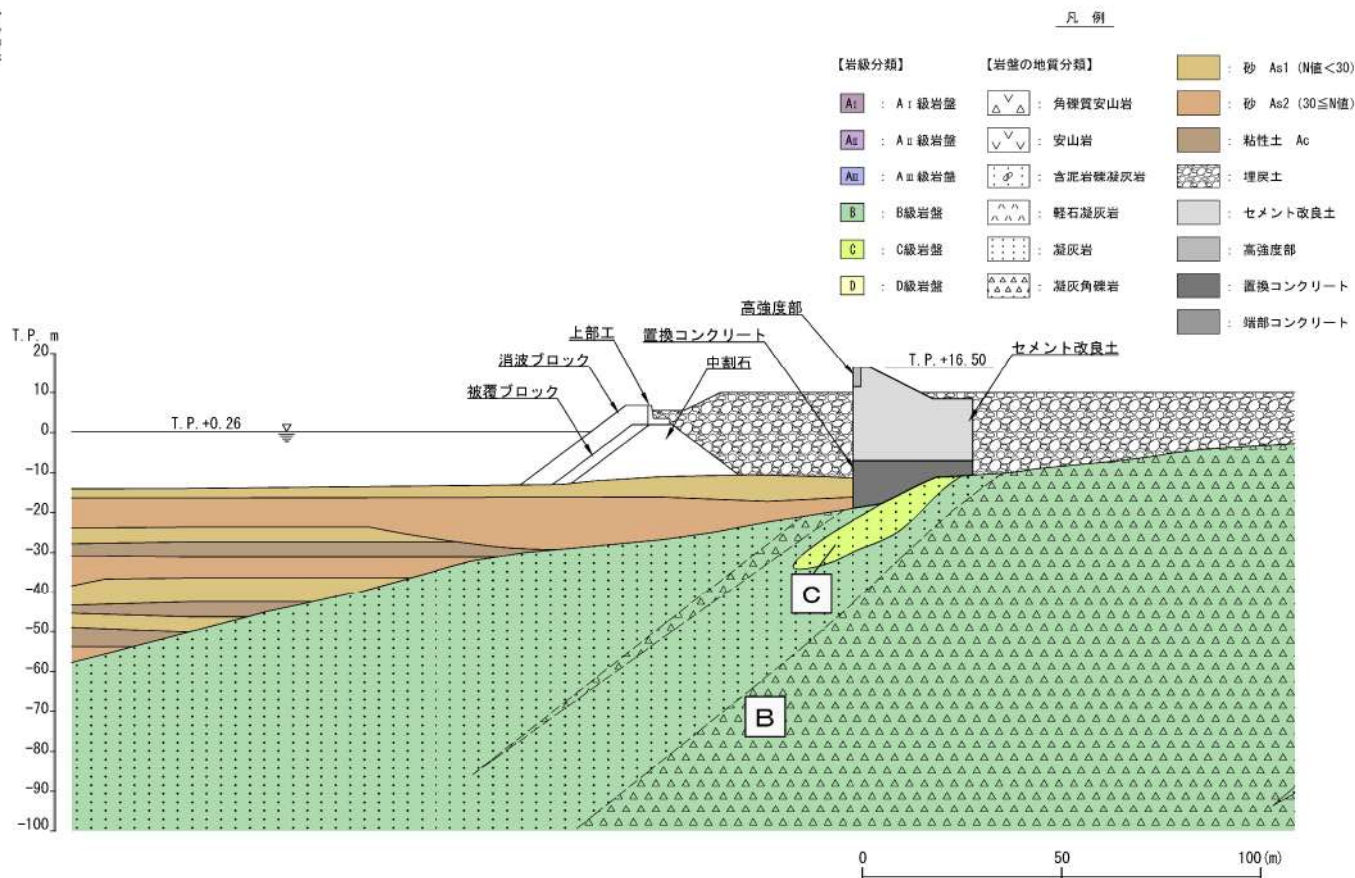 凡 例
【岩級分類】
AⅠ : AⅠ級岩盤
AⅡ : AⅡ級岩盤
AⅢ : AⅢ級岩盤
B : B級岩盤
C : C級岩盤
D : D級岩盤
【岩盤の地質分類】
: 角礫質安山岩
: 安山岩
: 含泥岩礫凝灰岩
: 軽石凝灰岩
: 凝灰岩
: 凝灰角礫岩
: 砂 As1 (N値<30)
: 砂 As2 (30≦N値)
: 粘性土 Ac
: 埋戻土
: セメント改良土
: 高強度部
: 置換コンクリート
: 端部コンクリート
高強度部
上部工
置換コンクリート
セメント改良土
消波ブロック
中割石
T.P.+16.50
被覆ブロック
T.P.+0.26
T.P. m
20
10
0
-10
-20
-30
-40
-50
-60
-70
-80
-90
-100
C
B
0 50 100(m)